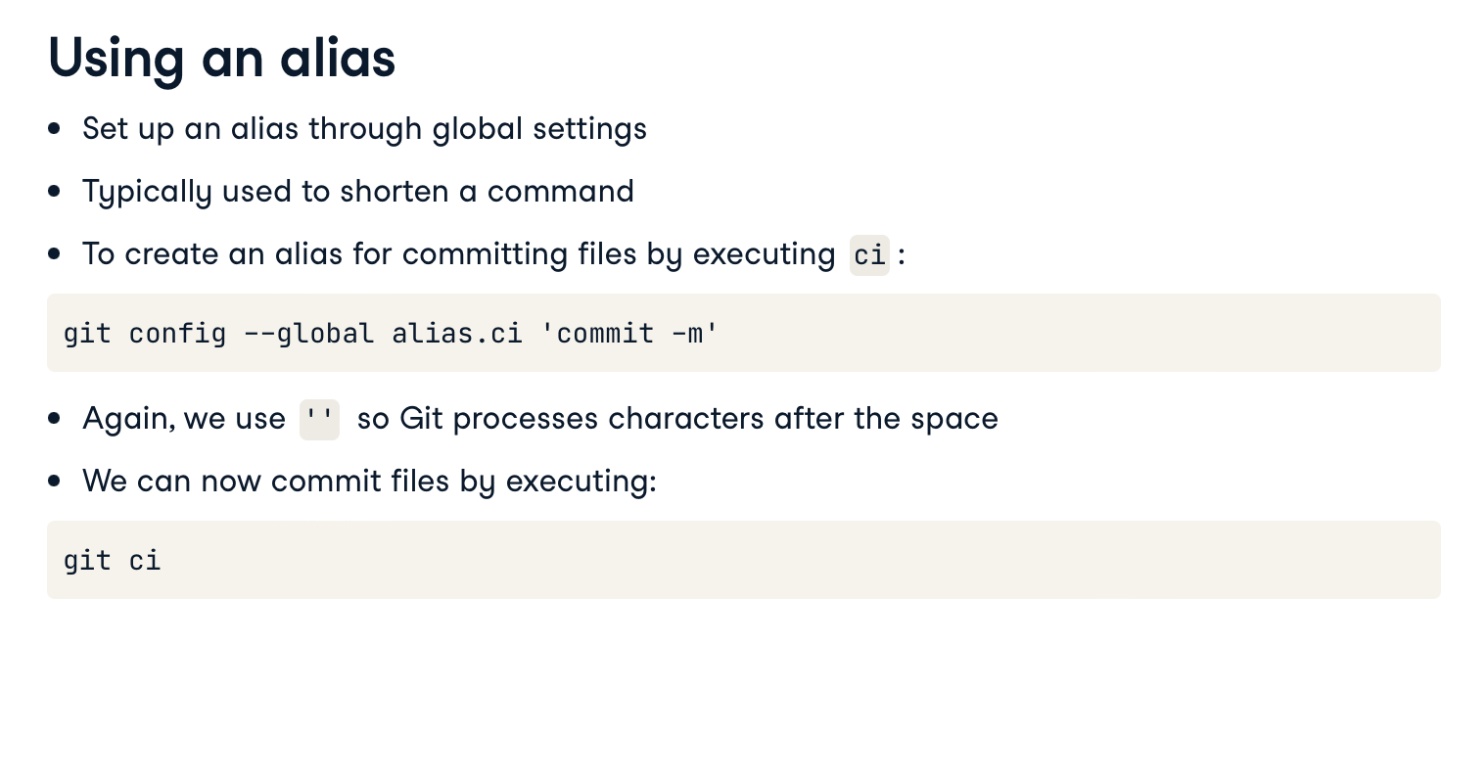 Using an alias
• Set up an alias through global settings
• Typically used to shorten a command
• To create an alias for committing files by executing ci :
git config --global alias.ci 'commit -m'
• Again, we use '' so Git processes characters after the space
• We can now commit files by executing:
git ci